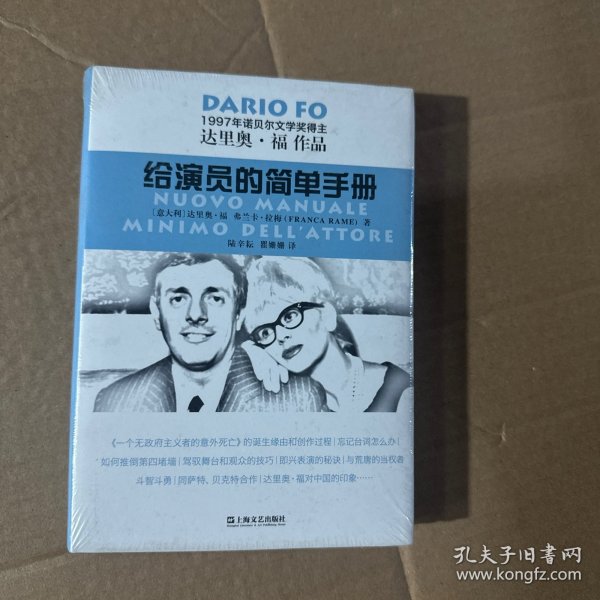 DARIO FO
1997年诺贝尔文学奖得主
达里奥·福 作品
给演员的简单手册
NUOVO MANUALE
［意大利］达里奥·福 弗兰卡·拉梅(FRANCA RAME) 著
MINIMO DELL'ATTORE
陆辛耘 瞿姗姗 译
《一个无政府主义者的意外死亡》的诞生缘由和创作过程|忘记台词怎么办|
如何推倒第四堵墙|驾驭舞台和观众的技巧|即兴表演的秘诀|与荒唐的当权者
斗智斗勇|同萨特、贝克特合作|达里奥·福对中国的印象……
上海文艺出版社
孔夫子旧书网
www.kongfz.com